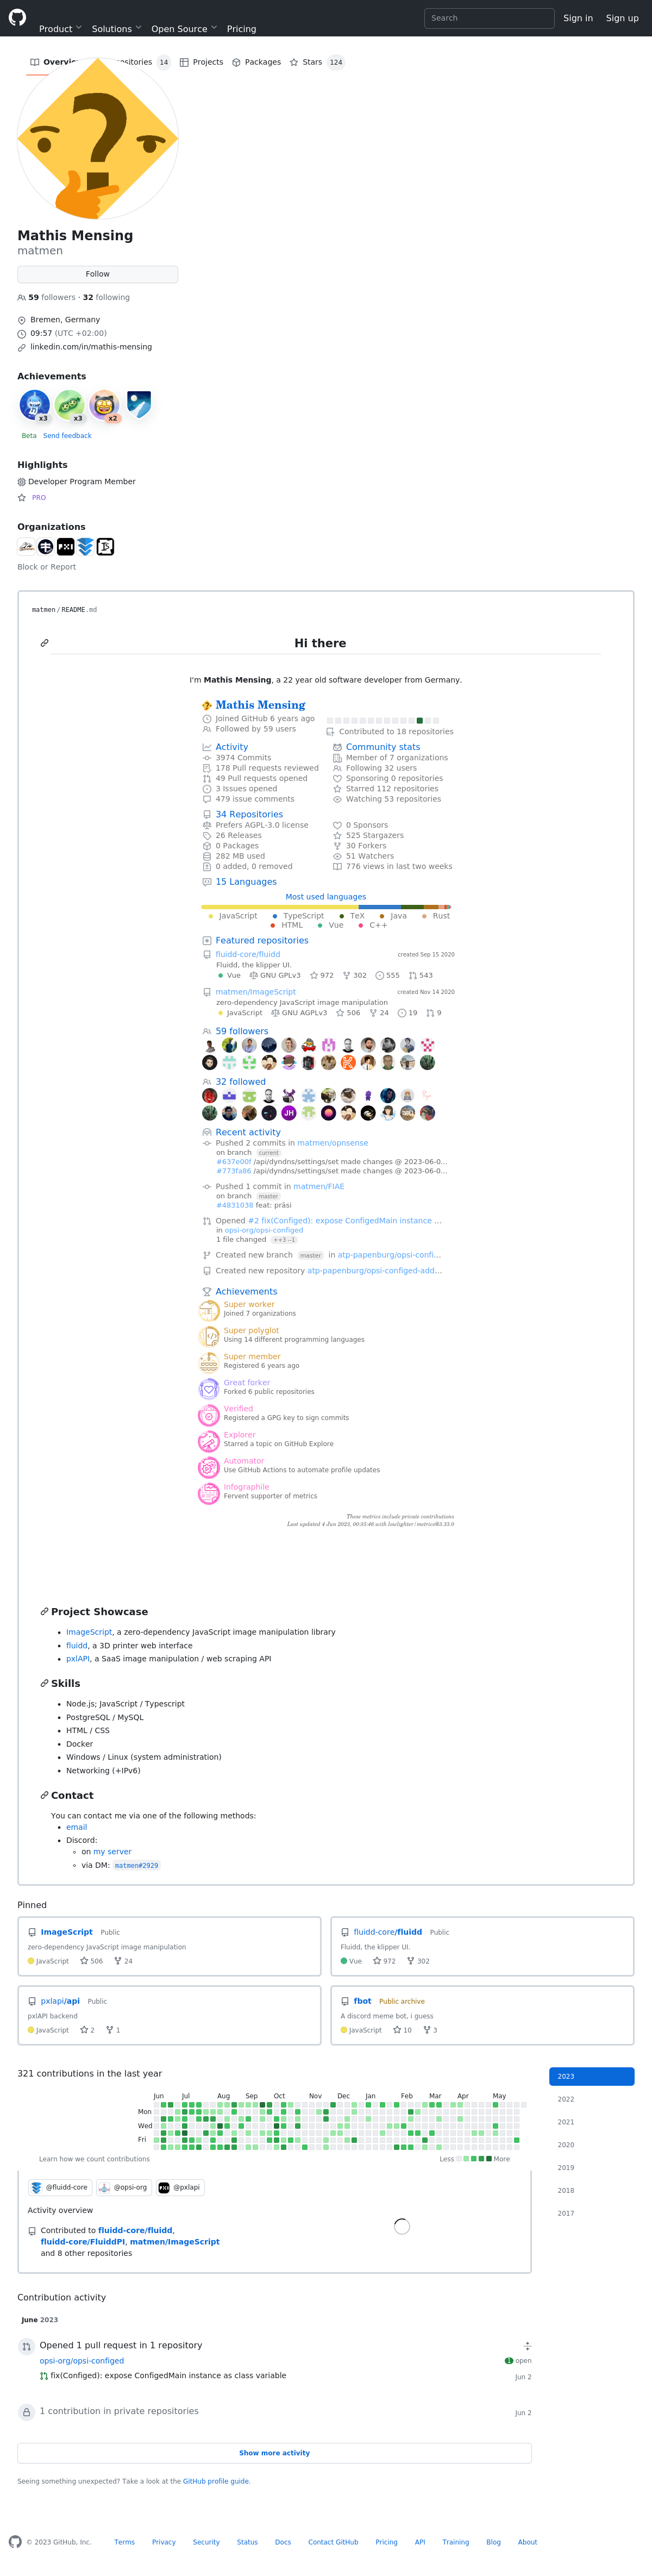 Product
Solutions
Open Source
Pricing
Search
Sign in
Sign up
Overview
Repositories 14
Projects
Packages
Stars 124
Mathis Mensing
matmen
Follow
59 followers · 32 following
Bremen, Germany
09:57 (UTC +02:00)
linkedin.com/in/mathis-mensing
Achievements
x3
x3
x2
Beta Send feedback
Highlights
Developer Program Member
PRO
Organizations
Block or Report
matmen/README.md
Hi there
I'm Mathis Mensing, a 22 year old software developer from Germany.
Mathis Mensing
Joined GitHub 6 years ago
Followed by 59 users
Contributed to 18 repositories
Activity
3974 Commits
178 Pull requests reviewed
49 Pull requests opened
3 Issues opened
479 issue comments
Community stats
Member of 7 organizations
Following 32 users
Sponsoring 0 repositories
Starred 112 repositories
Watching 53 repositories
34 Repositories
Prefers AGPL-3.0 license
26 Releases
0 Packages
282 MB used
0 added, 0 removed
0 Sponsors
525 Stargazers
30 Forkers
51 Watchers
776 views in last two weeks
15 Languages
Most used languages
JavaScript TypeScript TeX Java Rust
HTML Vue C++
Featured repositories
fluidd-core/fluidd created Sep 15 2020
Fluidd, the klipper UI.
Vue GNU GPLv3 972 302 555 543
matmen/ImageScript created Nov 14 2020
zero-dependency JavaScript image manipulation
JavaScript GNU AGPLv3 506 24 19 9
59 followers
32 followed
JH
Recent activity
Pushed 2 commits in matmen/opnsense
on branch current
#637e00f /api/dyndns/settings/set made changes @ 2023-06-0...
#773fa86 /api/dyndns/settings/set made changes @ 2023-06-0...
Pushed 1 commit in matmen/FIAE
on branch master
#4831038 feat: präsi
Opened #2 fix(Configed): expose ConfigedMain instance ...
in opsi-org/opsi-configed
1 file changed ++3 --1
Created new branch master in atp-papenburg/opsi-confi...
Created new repository atp-papenburg/opsi-configed-add...
Achievements
Super worker
Joined 7 organizations
Super polyglot
Using 14 different programming languages
Super member
Registered 6 years ago
Great forker
Forked 6 public repositories
Verified
Registered a GPG key to sign commits
Explorer
Starred a topic on GitHub Explore
Automator
Use GitHub Actions to automate profile updates
Infographile
Fervent supporter of metrics
These metrics include private contributions
Last updated 4 Jun 2023, 00:35:46 with lowlighter/metrics@3.33.0
Project Showcase
ImageScript, a zero-dependency JavaScript image manipulation library
fluidd, a 3D printer web interface
pxlAPI, a SaaS image manipulation / web scraping API
Skills
Node.js; JavaScript / Typescript
PostgreSQL / MySQL
HTML / CSS
Docker
Windows / Linux (system administration)
Networking (+IPv6)
Contact
You can contact me via one of the following methods:
email
Discord:
on my server
via DM: matmen#2929
Pinned
ImageScript Public
zero-dependency JavaScript image manipulation
JavaScript 506 24
fluidd-core/fluidd Public
Fluidd, the klipper UI.
Vue 972 302
pxlapi/api Public
pxlAPI backend
JavaScript 2 1
fbot Public archive
A discord meme bot, i guess
JavaScript 10 3
321 contributions in the last year
Jun Jul Aug Sep Oct Nov Dec Jan Feb Mar Apr May
Mon
Wed
Fri
Learn how we count contributions
Less More
2023
2022
2021
2020
2019
2018
2017
@fluidd-core
@opsi-org
@pxlapi
Activity overview
Contributed to fluidd-core/fluidd,
fluidd-core/FluiddPI, matmen/ImageScript
and 8 other repositories
Contribution activity
June 2023
Opened 1 pull request in 1 repository
opsi-org/opsi-configed
1 open
fix(Configed): expose ConfigedMain instance as class variable
Jun 2
1 contribution in private repositories
Jun 2
Show more activity
Seeing something unexpected? Take a look at the GitHub profile guide.
© 2023 GitHub, Inc.
Terms
Privacy
Security
Status
Docs
Contact GitHub
Pricing
API
Training
Blog
About